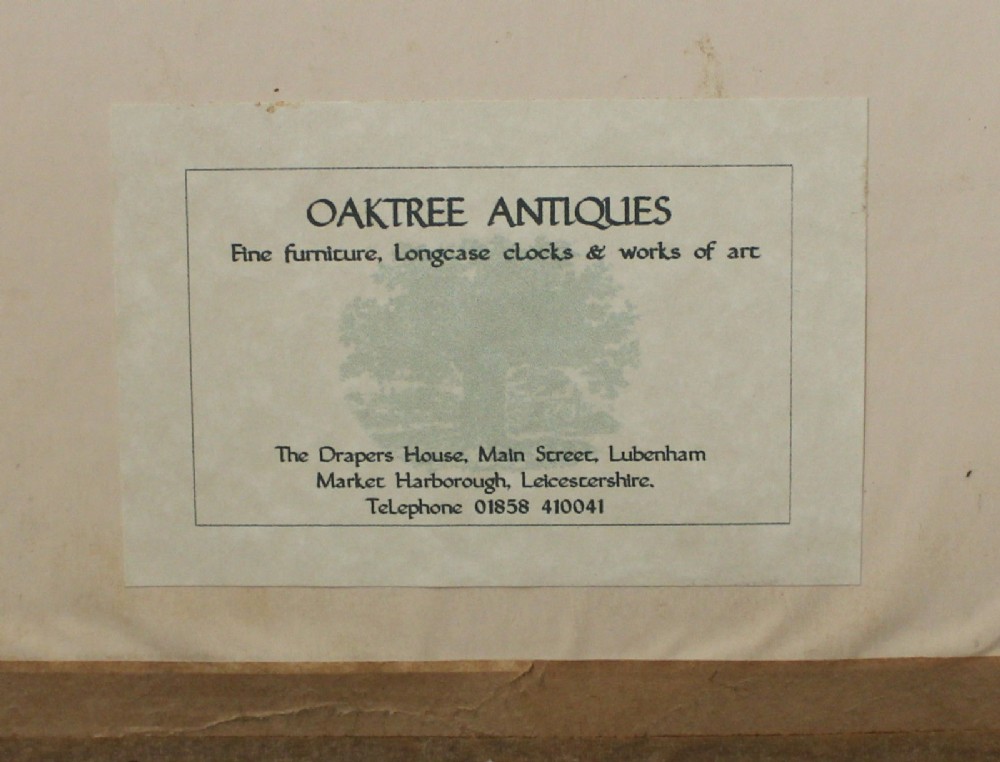 OAKTREE ANTIQUES
Fine furniture, Longcase clocks & works of art
The Drapers House, Main Street, Lubenham
Market Harborough, Leicestershire.
Telephone 01858 410041